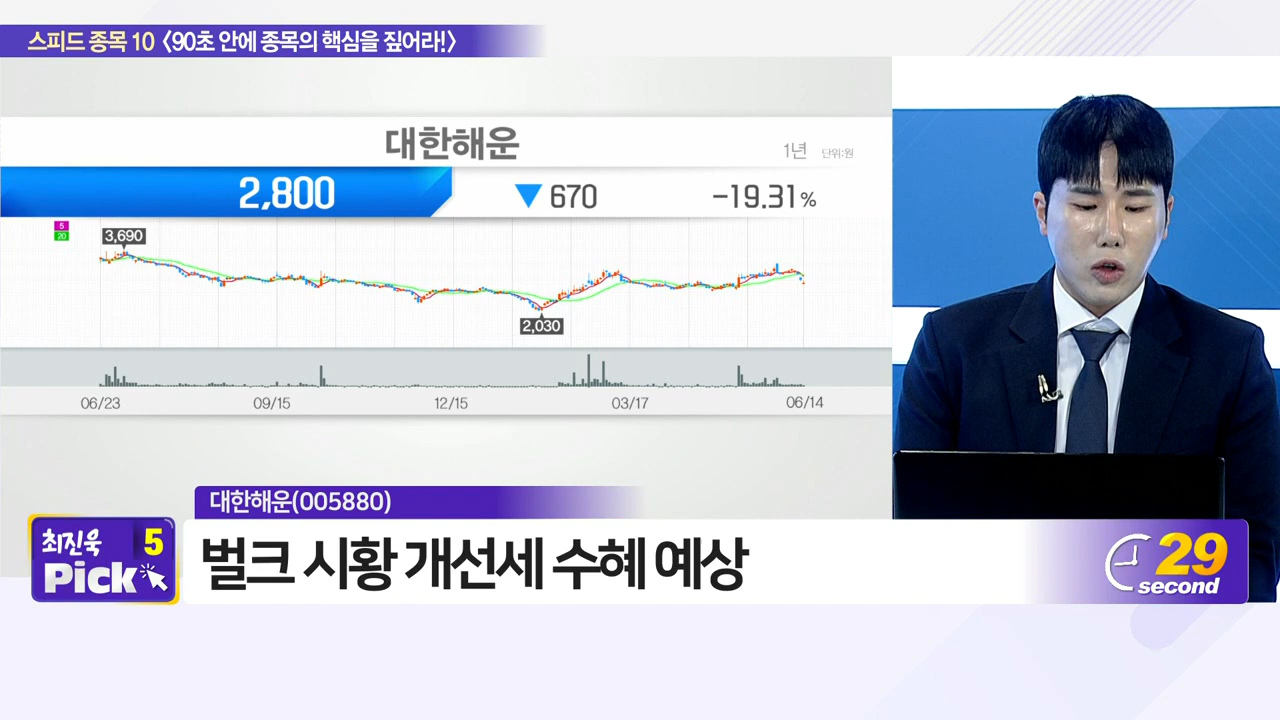 스피드 종목 10 <90초 안에 종목의 핵심을 짚어라!>
대한해운
1년 단위:원
2,800 ▼ 670 -19.31%
5
20
3,690
2,030
06/23 09/15 12/15 03/17 06/14
대한해운(005880)
최진욱 5
Pick
벌크 시황 개선세 수혜 예상
29
second